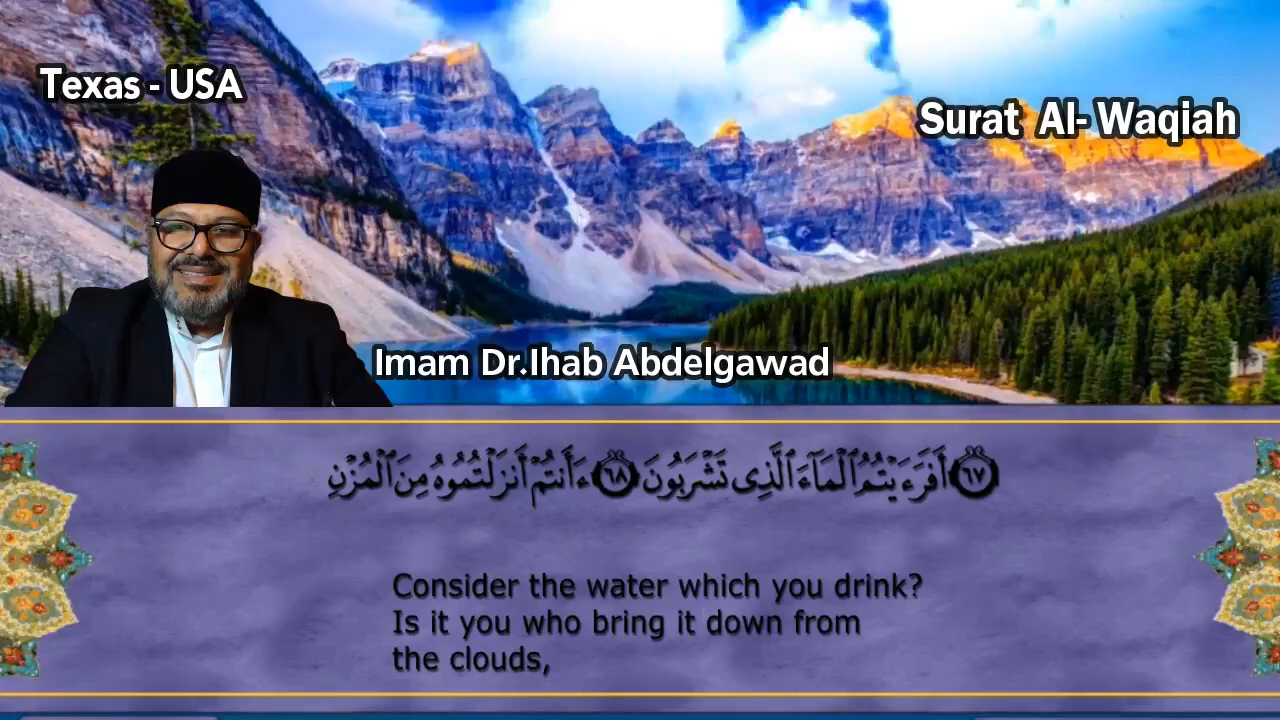 Texas - USA
Surat Al- Waqiah
Imam Dr.Ihab Abdelgawad
٦٧ أَفَرَءَيْتُمُ ٱلْمَآءَ ٱلَّذِى تَشْرَبُونَ ٦٨ ءَأَنتُمْ أَنزَلْتُمُوهُ مِنَ ٱلْمُزْنِ
Consider the water which you drink?
Is it you who bring it down from
the clouds,